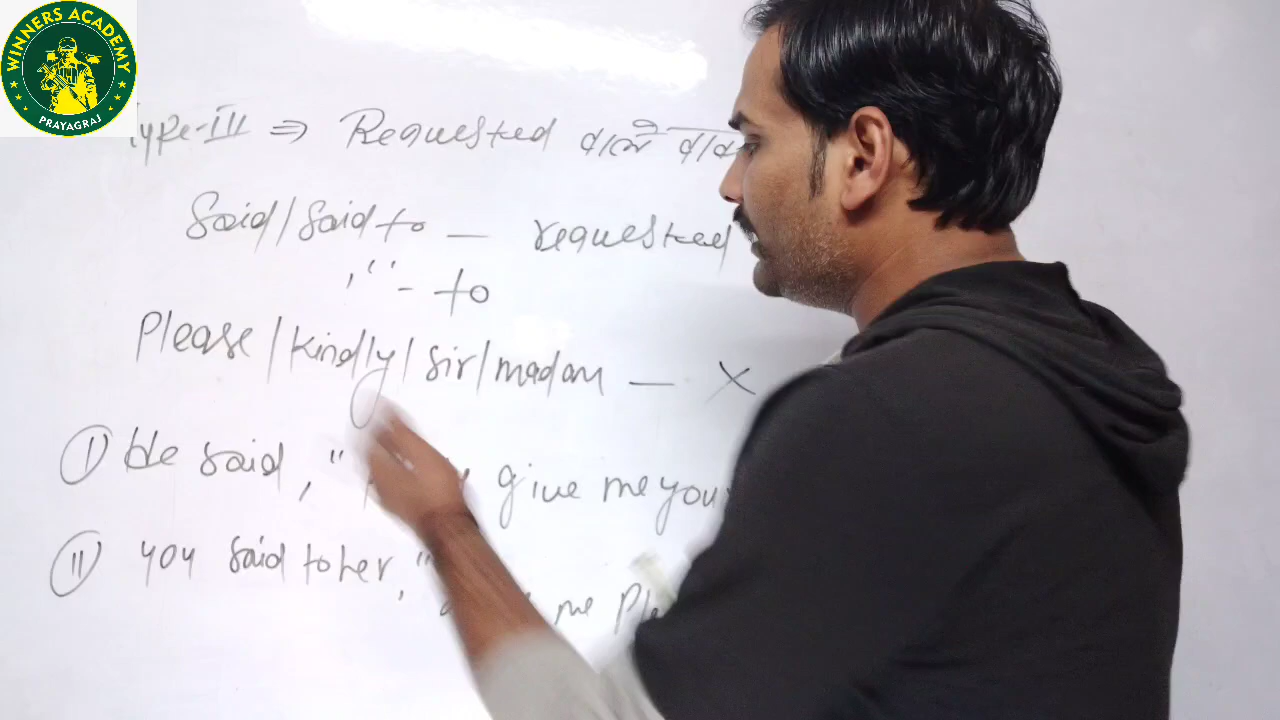 WINNERS ACADEMY
PRAYAGRAJ
Type-III ⇒ Requested वाले
Said/Said to — requested
," - to
Please/kindly/Sir/madam — ×
(I) He said, " give me your
(II) you said to her, " me Ple